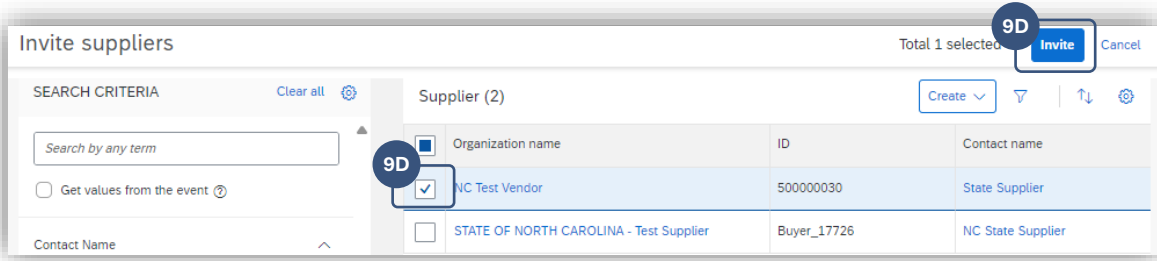 9D
Invite suppliers
Total 1 selected
Invite
Cancel
SEARCH CRITERIA
Clear all
Supplier (2)
Create
Search by any term
Organization name
ID
Contact name
9D
Get values from the event
NC Test Vendor
500000030
State Supplier
Contact Name
STATE OF NORTH CAROLINA - Test Supplier
Buyer_17726
NC State Supplier